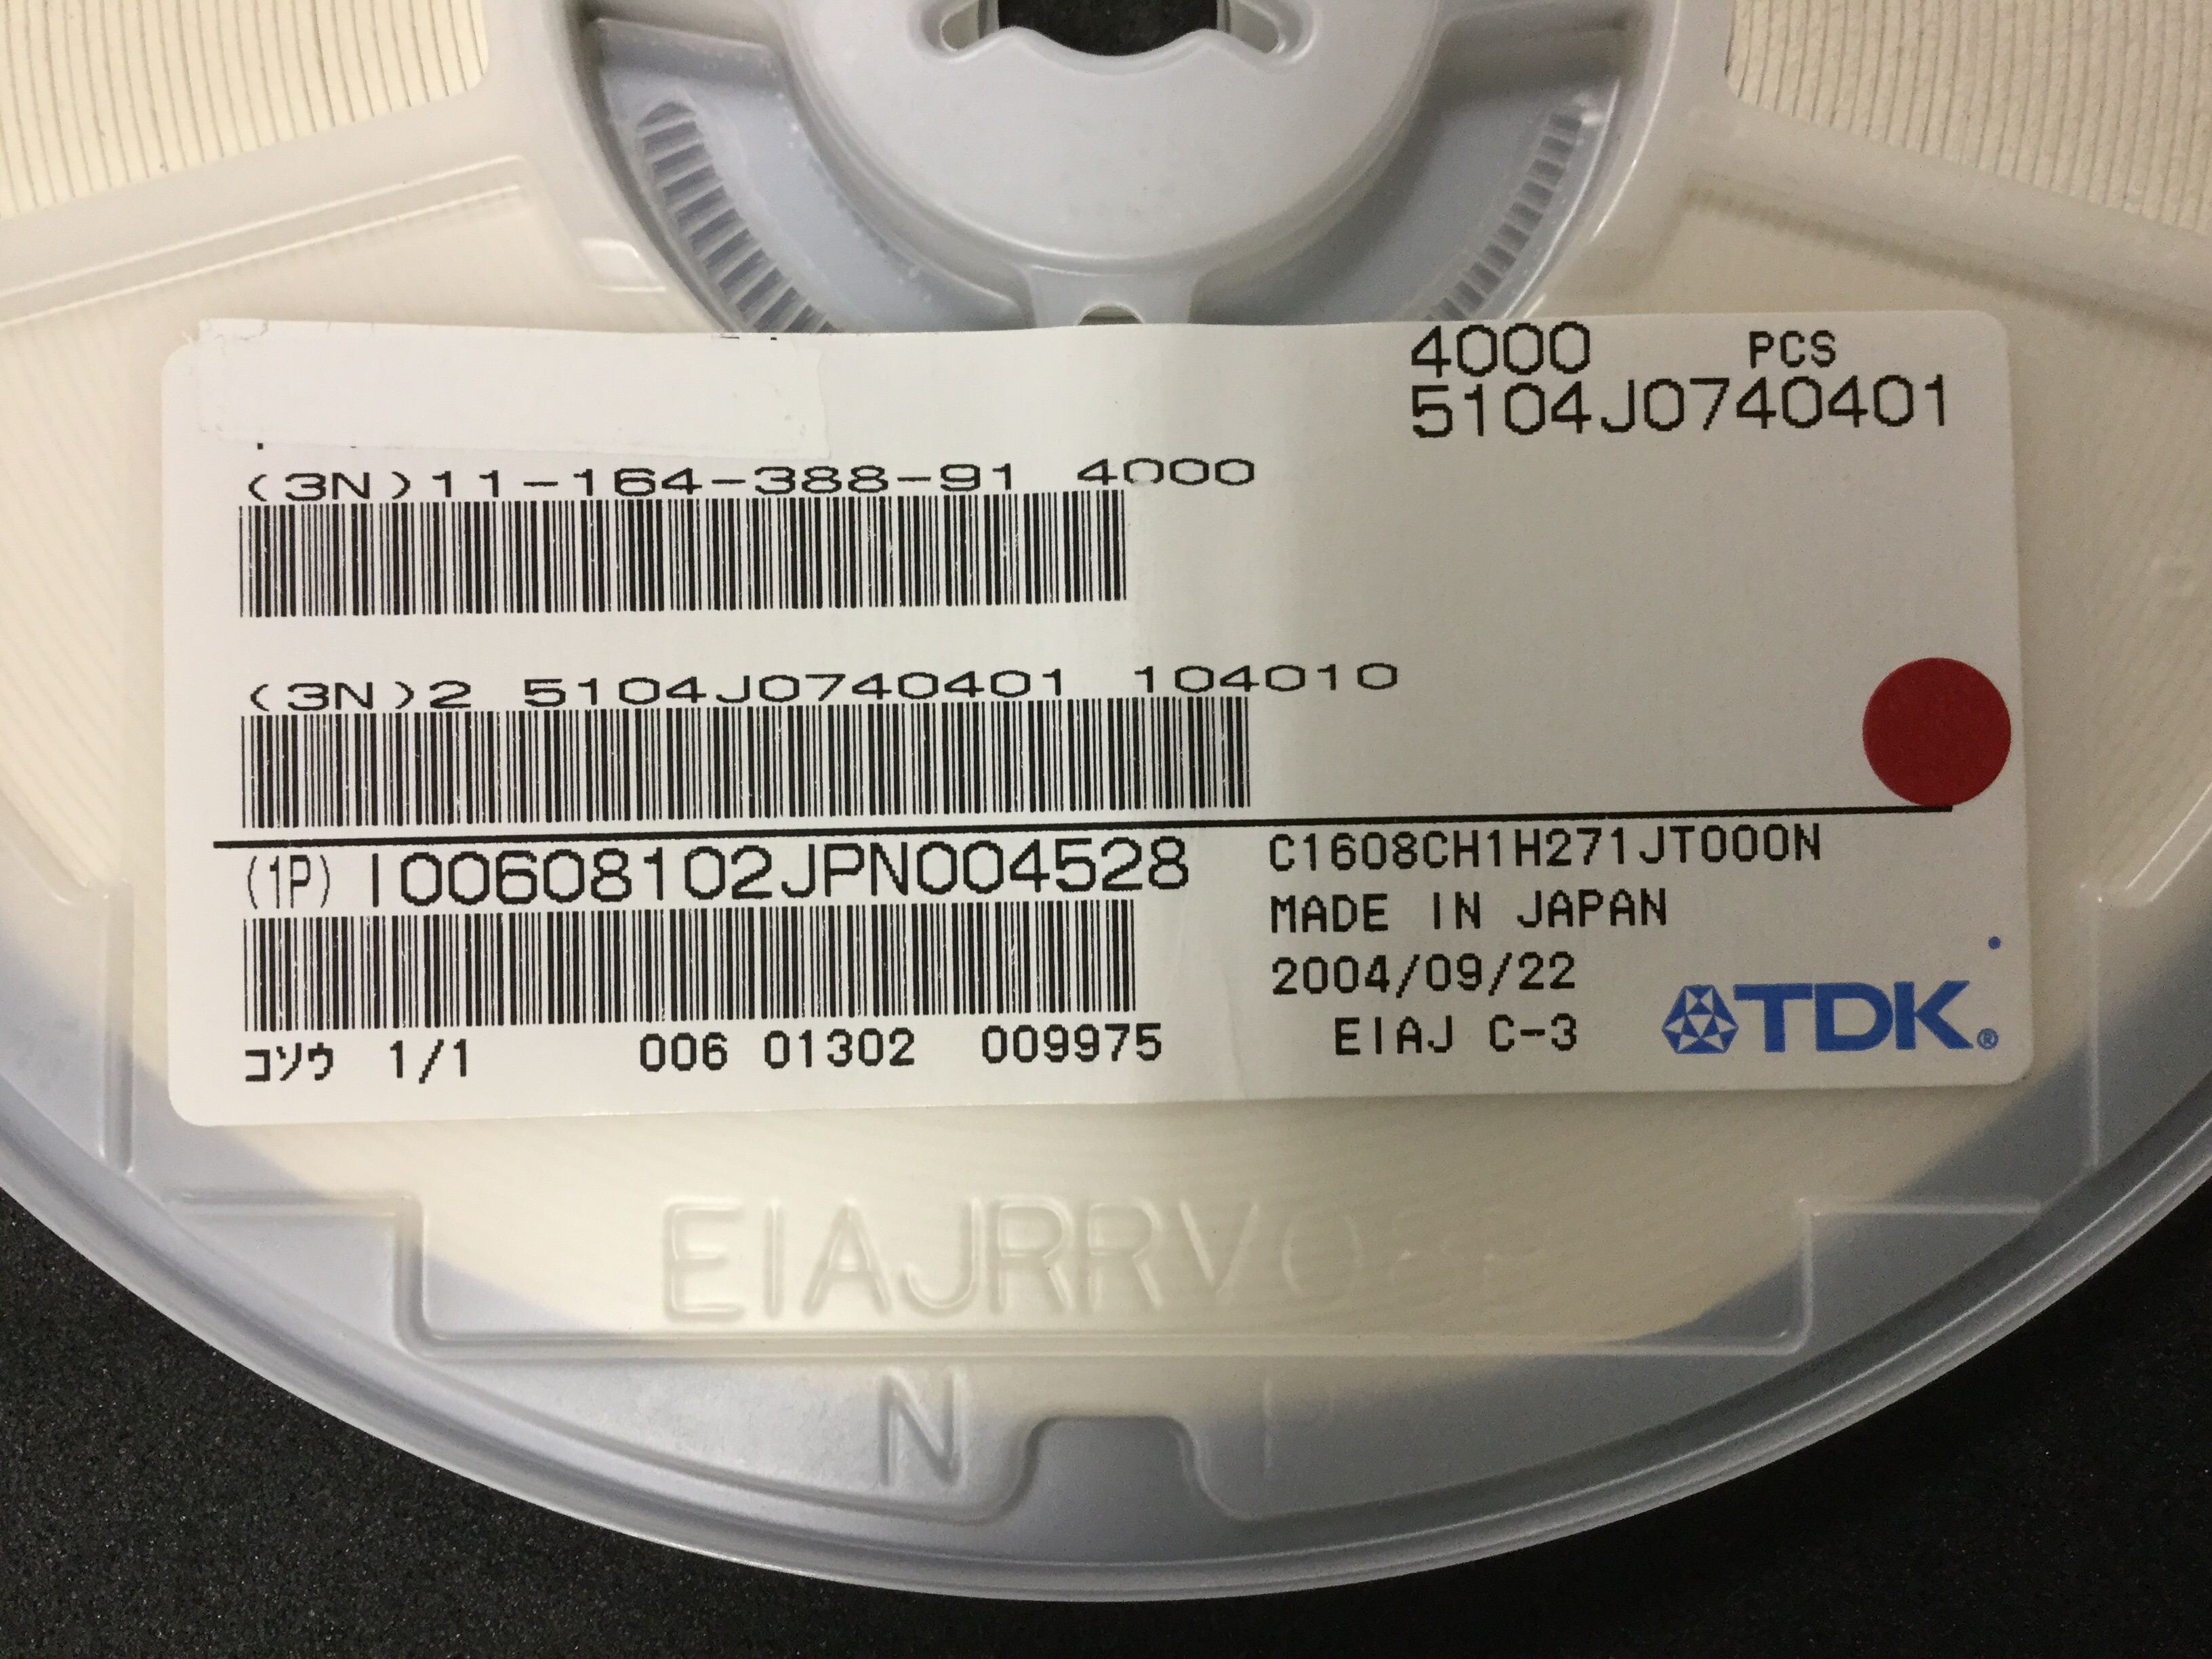 4000 PCS
5104J0740401
(3N)11-164-388-91 4000
(3N)2 5104J0740401 104010
(1P) I00608102JPN004528
C1608CH1H271JT000N
MADE IN JAPAN
2004/09/22
EIAJ C-3
TDK®
コソウ 1/1 006 01302 009975
EIAJRRV08
N P